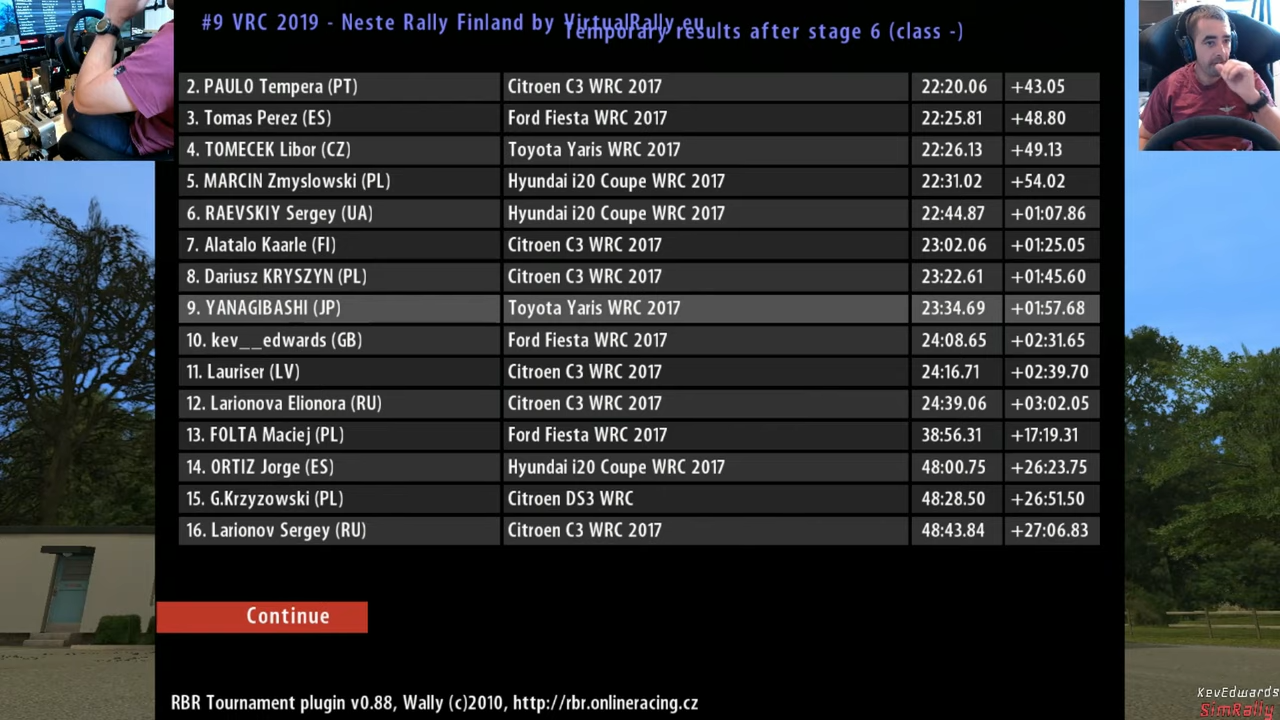 #9 VRC 2019 - Neste Rally Finland by VirtualRally.eu
Temporary results after stage 6 (class -)
2. PAULO Tempera (PT) Citroen C3 WRC 2017 22:20.06 +43.05
3. Tomas Perez (ES) Ford Fiesta WRC 2017 22:25.81 +48.80
4. TOMECEK Libor (CZ) Toyota Yaris WRC 2017 22:26.13 +49.13
5. MARCIN Zmyslowski (PL) Hyundai i20 Coupe WRC 2017 22:31.02 +54.02
6. RAEVSKIY Sergey (UA) Hyundai i20 Coupe WRC 2017 22:44.87 +01:07.86
7. Alatalo Kaarle (FI) Citroen C3 WRC 2017 23:02.06 +01:25.05
8. Dariusz KRYSZYN (PL) Citroen C3 WRC 2017 23:22.61 +01:45.60
9. YANAGIBASHI (JP) Toyota Yaris WRC 2017 23:34.69 +01:57.68
10. kev__edwards (GB) Ford Fiesta WRC 2017 24:08.65 +02:31.65
11. Lauriser (LV) Citroen C3 WRC 2017 24:16.71 +02:39.70
12. Larionova Elionora (RU) Citroen C3 WRC 2017 24:39.06 +03:02.05
13. FOLTA Maciej (PL) Ford Fiesta WRC 2017 38:56.31 +17:19.31
14. ORTIZ Jorge (ES) Hyundai i20 Coupe WRC 2017 48:00.75 +26:23.75
15. G.Krzyzowski (PL) Citroen DS3 WRC 48:28.50 +26:51.50
16. Larionov Sergey (RU) Citroen C3 WRC 2017 48:43.84 +27:06.83
Continue
RBR Tournament plugin v0.88, Wally (c)2010, http://rbr.onlineracing.cz
KevEdwards
SimRally